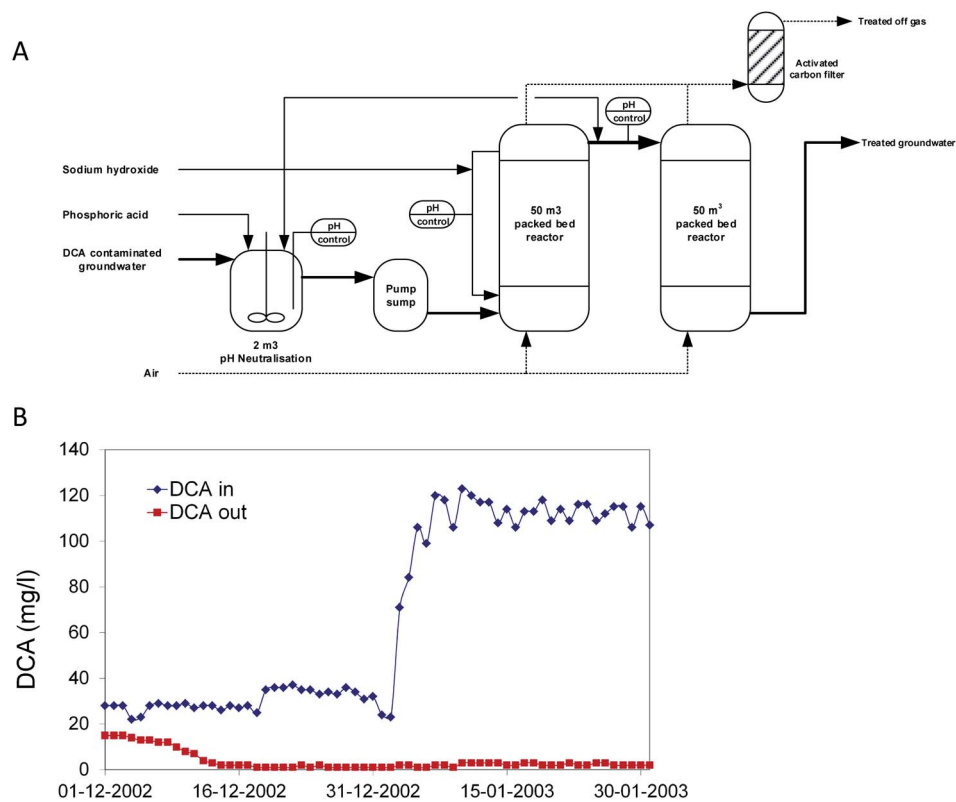 A
Treated off gas
Activated
carbon filter
pH
control
Treated groundwater
Sodium hydroxide
Phosphoric acid
DCA contaminated
groundwater
pH
control
pH
control
50 m3
packed bed
reactor
50 m³
packed bed
reactor
Pump
sump
2 m3
pH Neutralisation
Air
B
140
120
100
80
60
40
20
0
DCA (mg/l)
DCA in
DCA out
01-12-2002
16-12-2002
31-12-2002
15-01-2003
30-01-2003